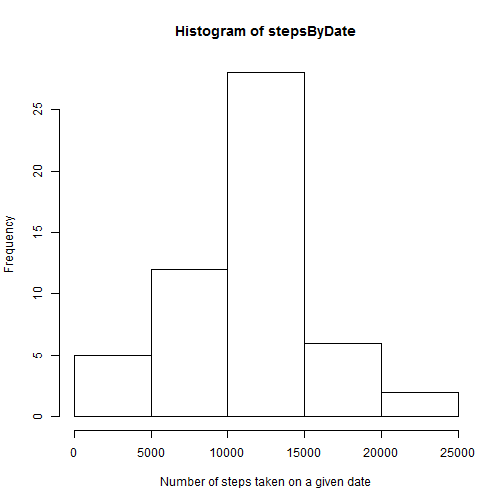 Histogram of stepsByDate
Frequency
25
20
15
10
5
0
0 5000 10000 15000 20000 25000
Number of steps taken on a given date